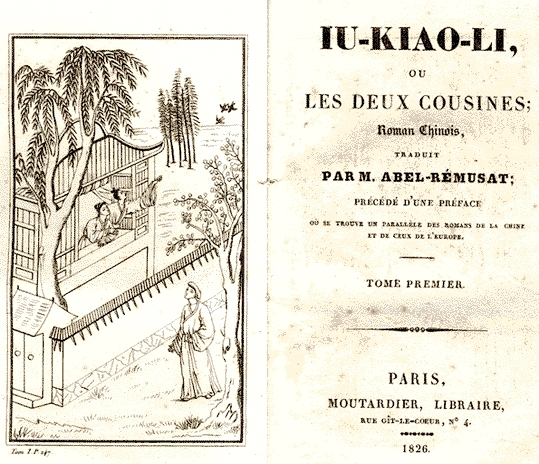 Tom. I. P. 247.
IU-KIAO-LI,
OU
LES DEUX COUSINES;
Roman Chinois,
TRADUIT
PAR M. ABEL-RÉMUSAT;
PRÉCÉDÉ D'UNE PRÉFACE
OÙ SE TROUVE UN PARALLÈLE DES ROMANS DE LA CHINE
ET DE CEUX DE L'EUROPE.
TOME PREMIER.
PARIS,
MOUTARDIER, LIBRAIRE,
RUE GÎT-LE-COEUR, N° 4.
1826.